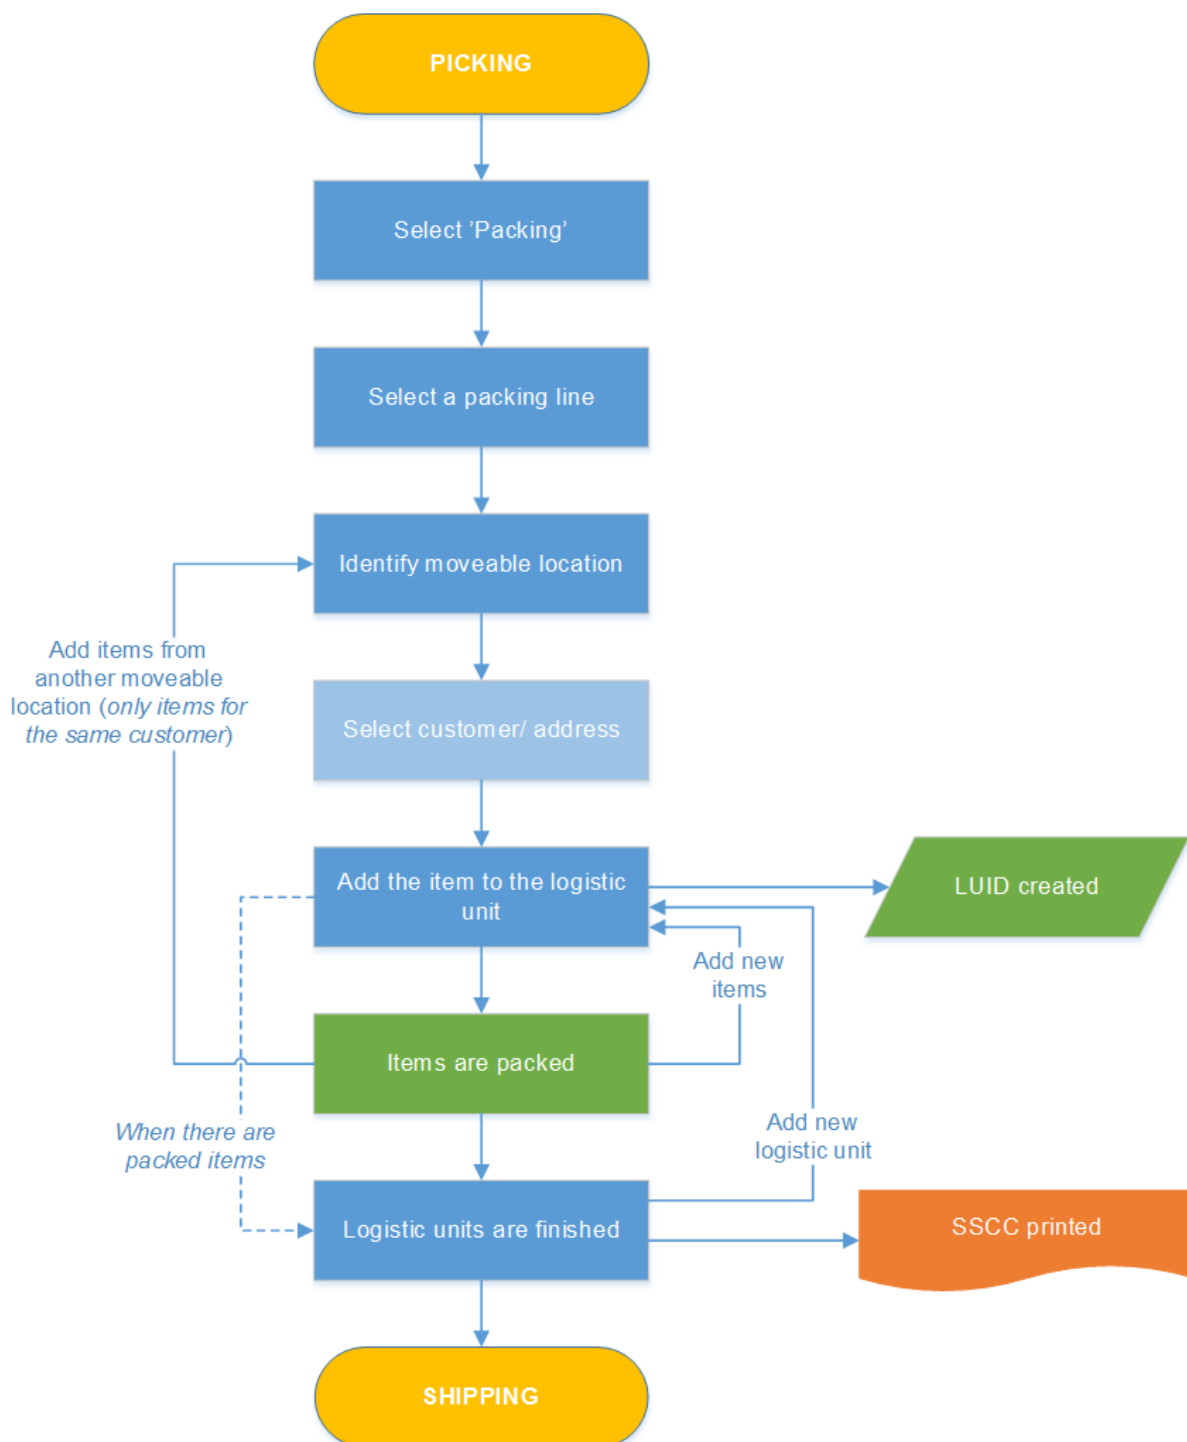 PICKING
Select ’Packing’
Select a packing line
Identify moveable location
Add items from
another moveable
location (only items for
the same customer)
Select customer/ address
Add the item to the logistic
unit
LUID created
Add new
items
Items are packed
When there are
packed items
Add new
logistic unit
Logistic units are finished
SSCC printed
SHIPPING